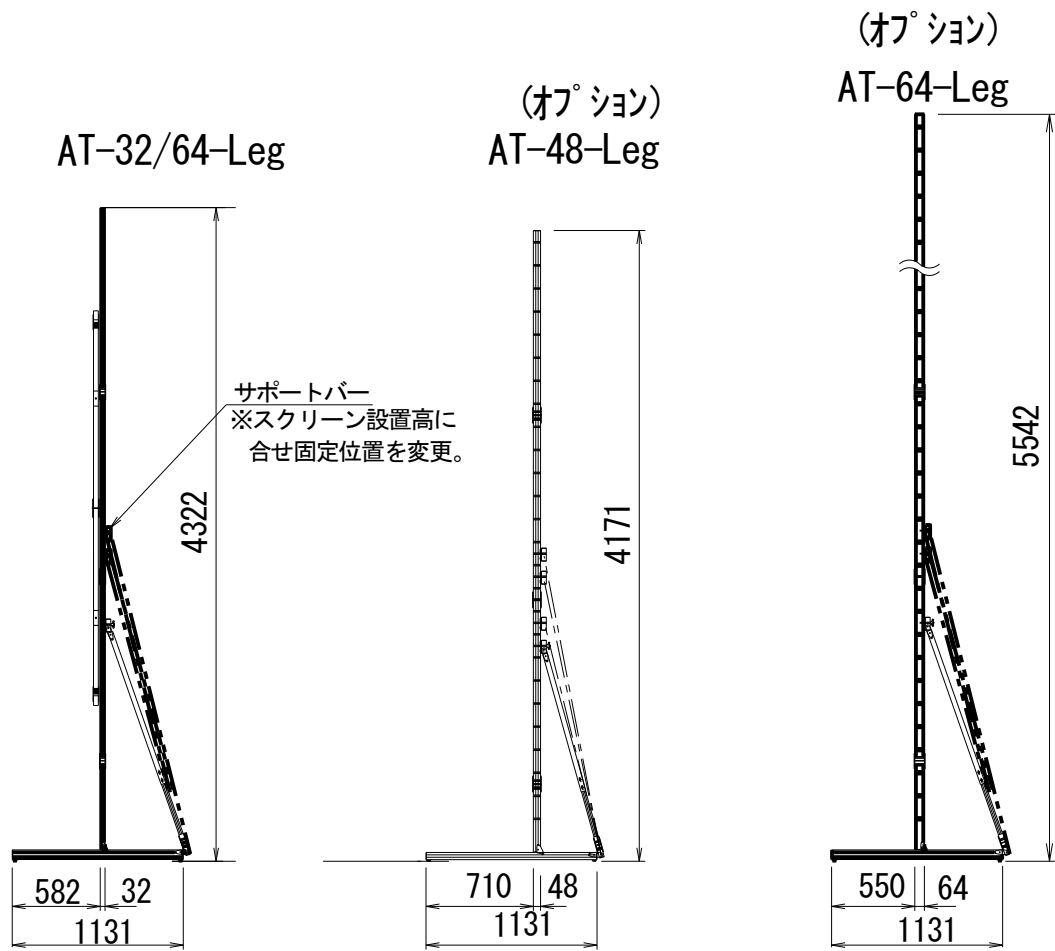 AT-32/64-Leg
サポートバー
※スクリーン設置高に
合せ固定位置を変更。
4322
582
32
1131
(オプション)
AT-48-Leg
4171
710
48
1131
(オプション)
AT-64-Leg
5542
550
64
1131